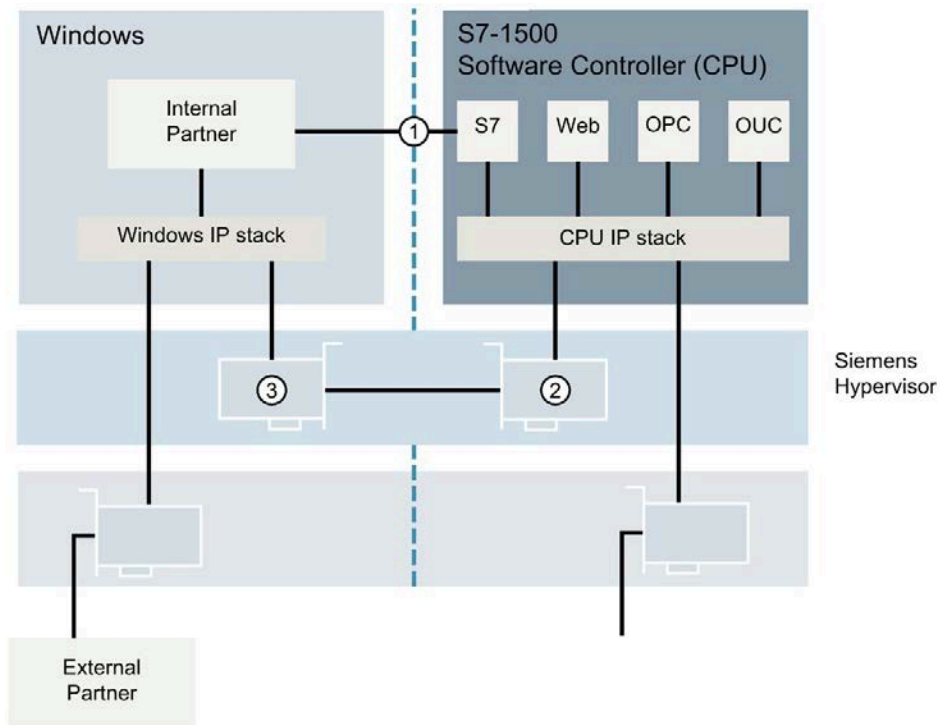 Windows
S7-1500
Software Controller (CPU)
Internal
Partner
1
S7
Web
OPC
OUC
Windows IP stack
CPU IP stack
3
2
Siemens
Hypervisor
External
Partner